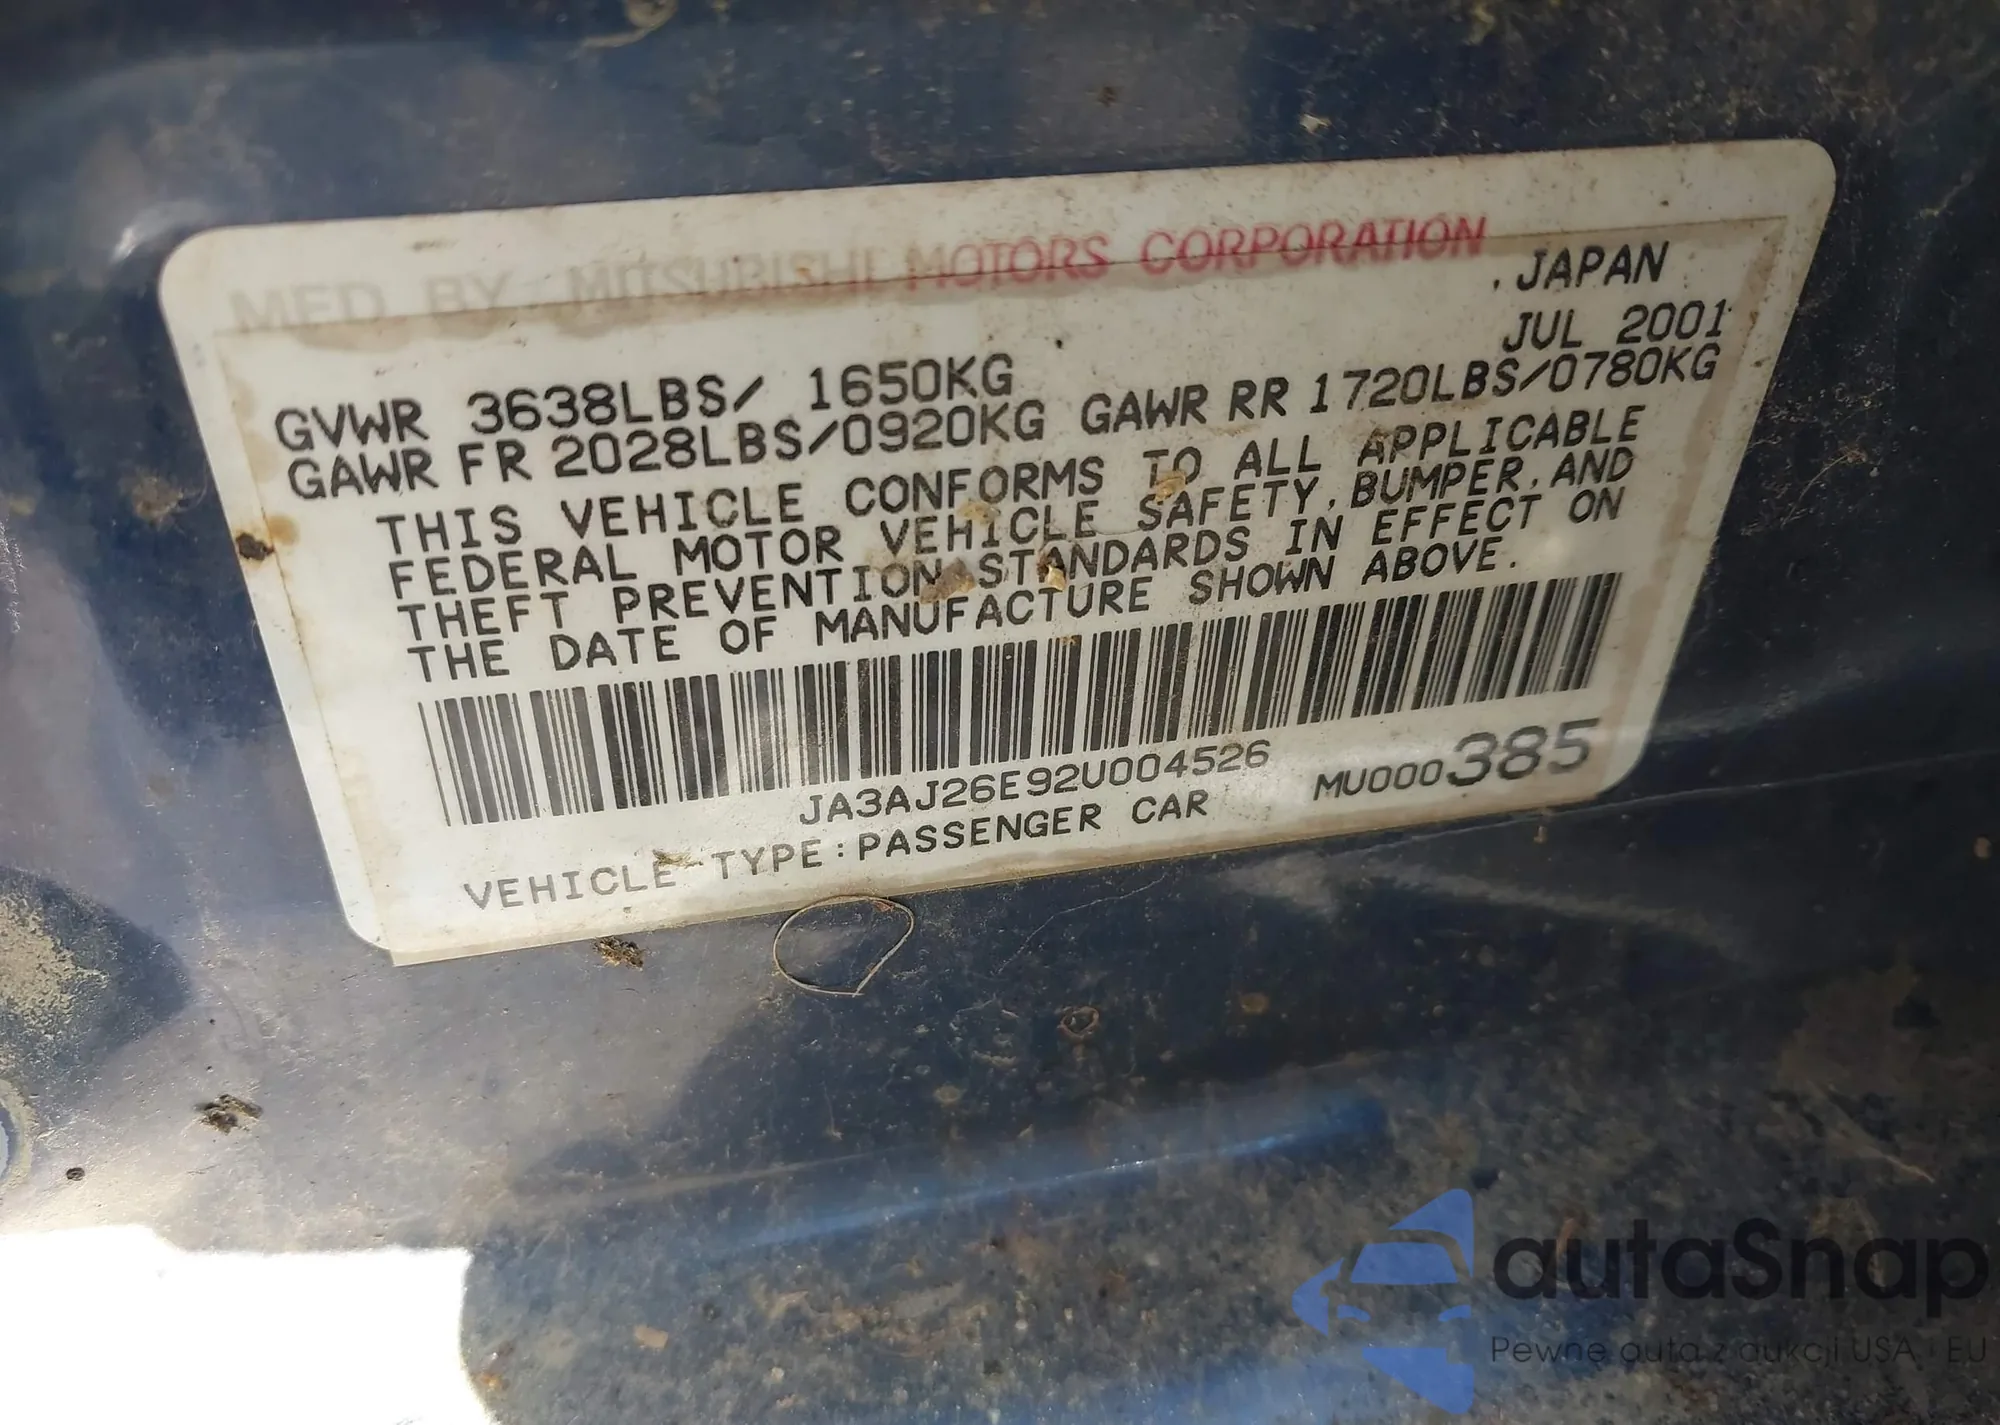 MFD BY MITSUBISHI MOTORS CORPORATION
JAPAN
JUL 2001
GVWR 3638LBS/ 1650KG
GAWR FR 2028LBS/0920KG GAWR RR 1720LBS/0780KG
THIS VEHICLE CONFORMS TO ALL APPLICABLE
FEDERAL MOTOR VEHICLE SAFETY,BUMPER,AND
THEFT PREVENTION STANDARDS IN EFFECT ON
THE DATE OF MANUFACTURE SHOWN ABOVE.
JA3AJ26E92U004526
MU000385
VEHICLE TYPE:PASSENGER CAR
autaSnap
Pewne auta z aukcji USA i EU